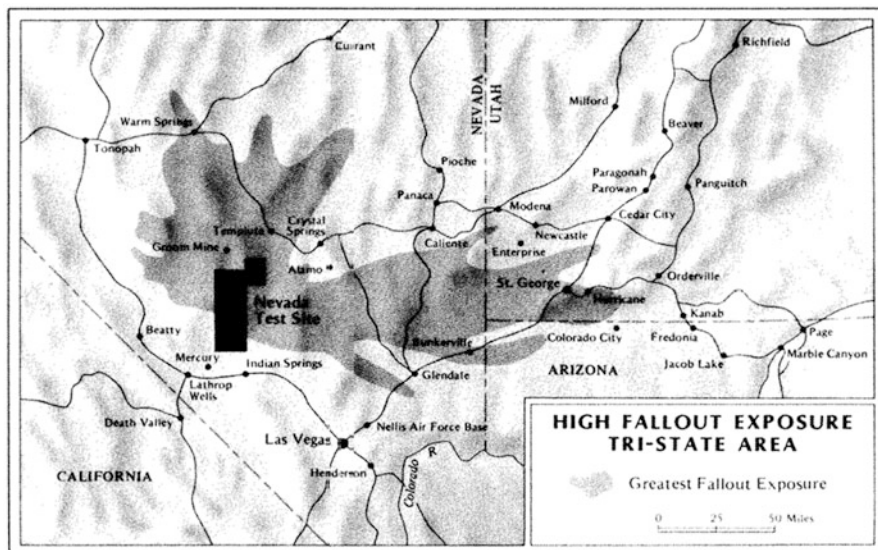 Currant
Richfield
NEVADA
UTAH
Milford
Warm Springs
Tonopah
Beaver
Pioche
Paragonah
Parowan
Panguitch
Panaca
Modena
Cedar City
Crystal
Springs
Tempiute
Newcastle
Caliente
Groom Mine
Enterprise
Alamo
St. George
Orderville
Hurricane
Nevada
Test Site
Kanab
Beatty
Bunkerville
Colorado City
Fredonia
Page
Mercury
Indian Springs
Jacob Lake
Marble Canyon
Lathrop
Wells
Glendale
ARIZONA
Death Valley
Nellis Air Force Base
Las Vegas
Henderson
Colorado R
CALIFORNIA
HIGH FALLOUT EXPOSURE
TRI-STATE AREA
Greatest Fallout Exposure
0 25 50 Miles